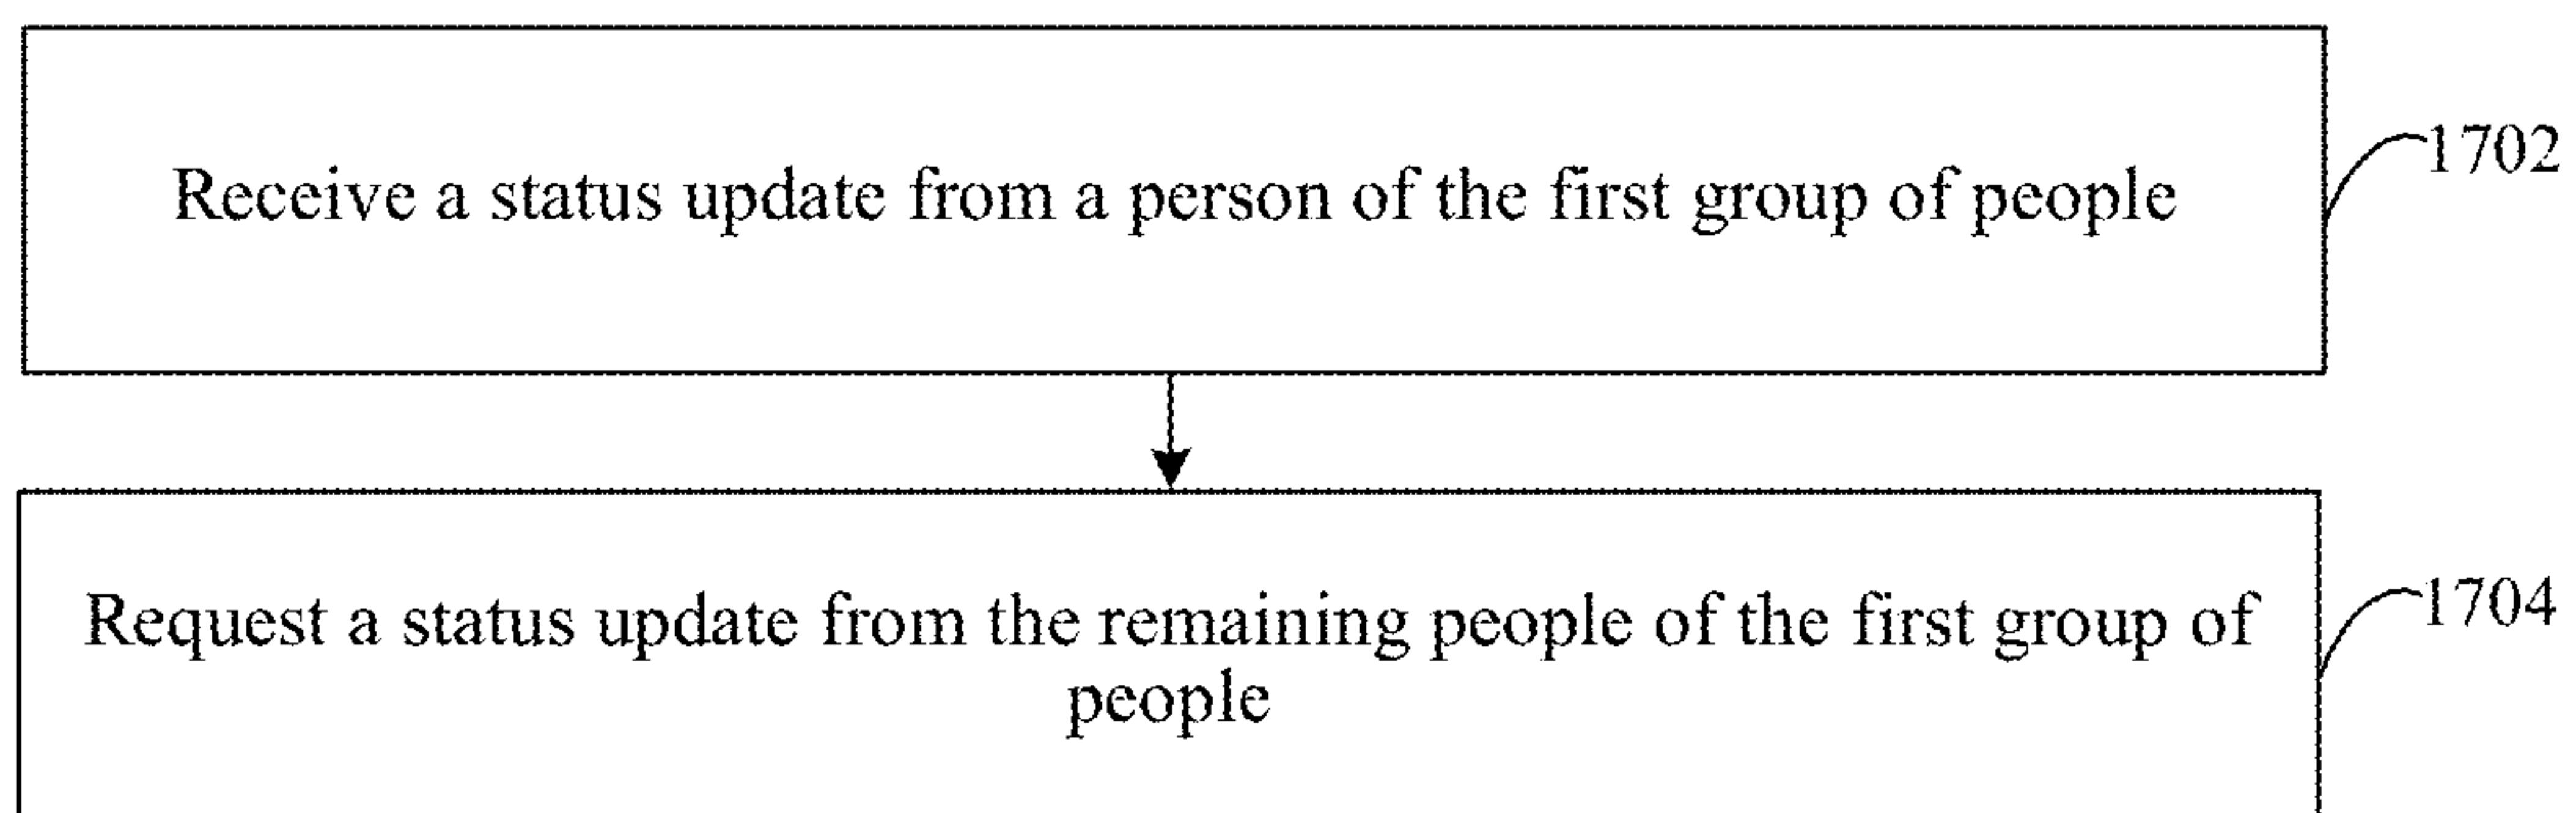 Receive a status update from a person of the first group of people
1702
Request a status update from the remaining people of the first group of
people
1704